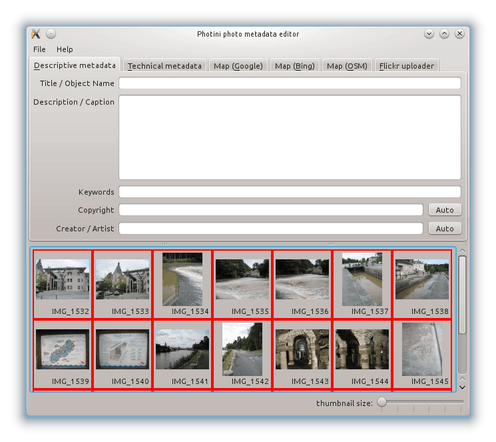 Photini photo metadata editor
File Help
Descriptive metadata Technical metadata Map (Google) Map (Bing) Map (OSM) Flickr uploader
Title / Object Name
Description / Caption
Keywords
Copyright Auto
Creator / Artist Auto
IMG_1532 IMG_1533 IMG_1534 IMG_1535 IMG_1536 IMG_1537 IMG_1538
IMG_1539 IMG_1540 IMG_1541 IMG_1542 IMG_1543 IMG_1544 IMG_1545
thumbnail size: